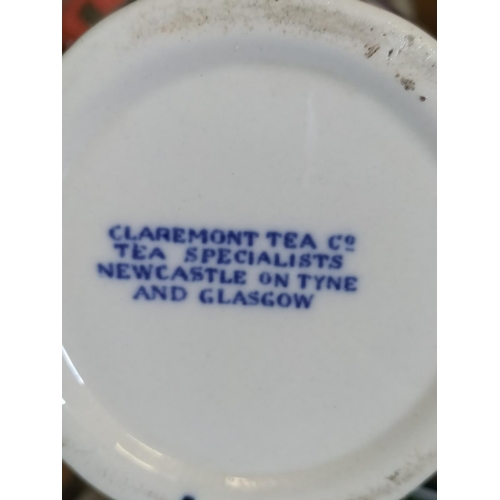 CLAREMONT TEA Cº
TEA SPECIALISTS
NEWCASTLE ON TYNE
AND GLASGOW